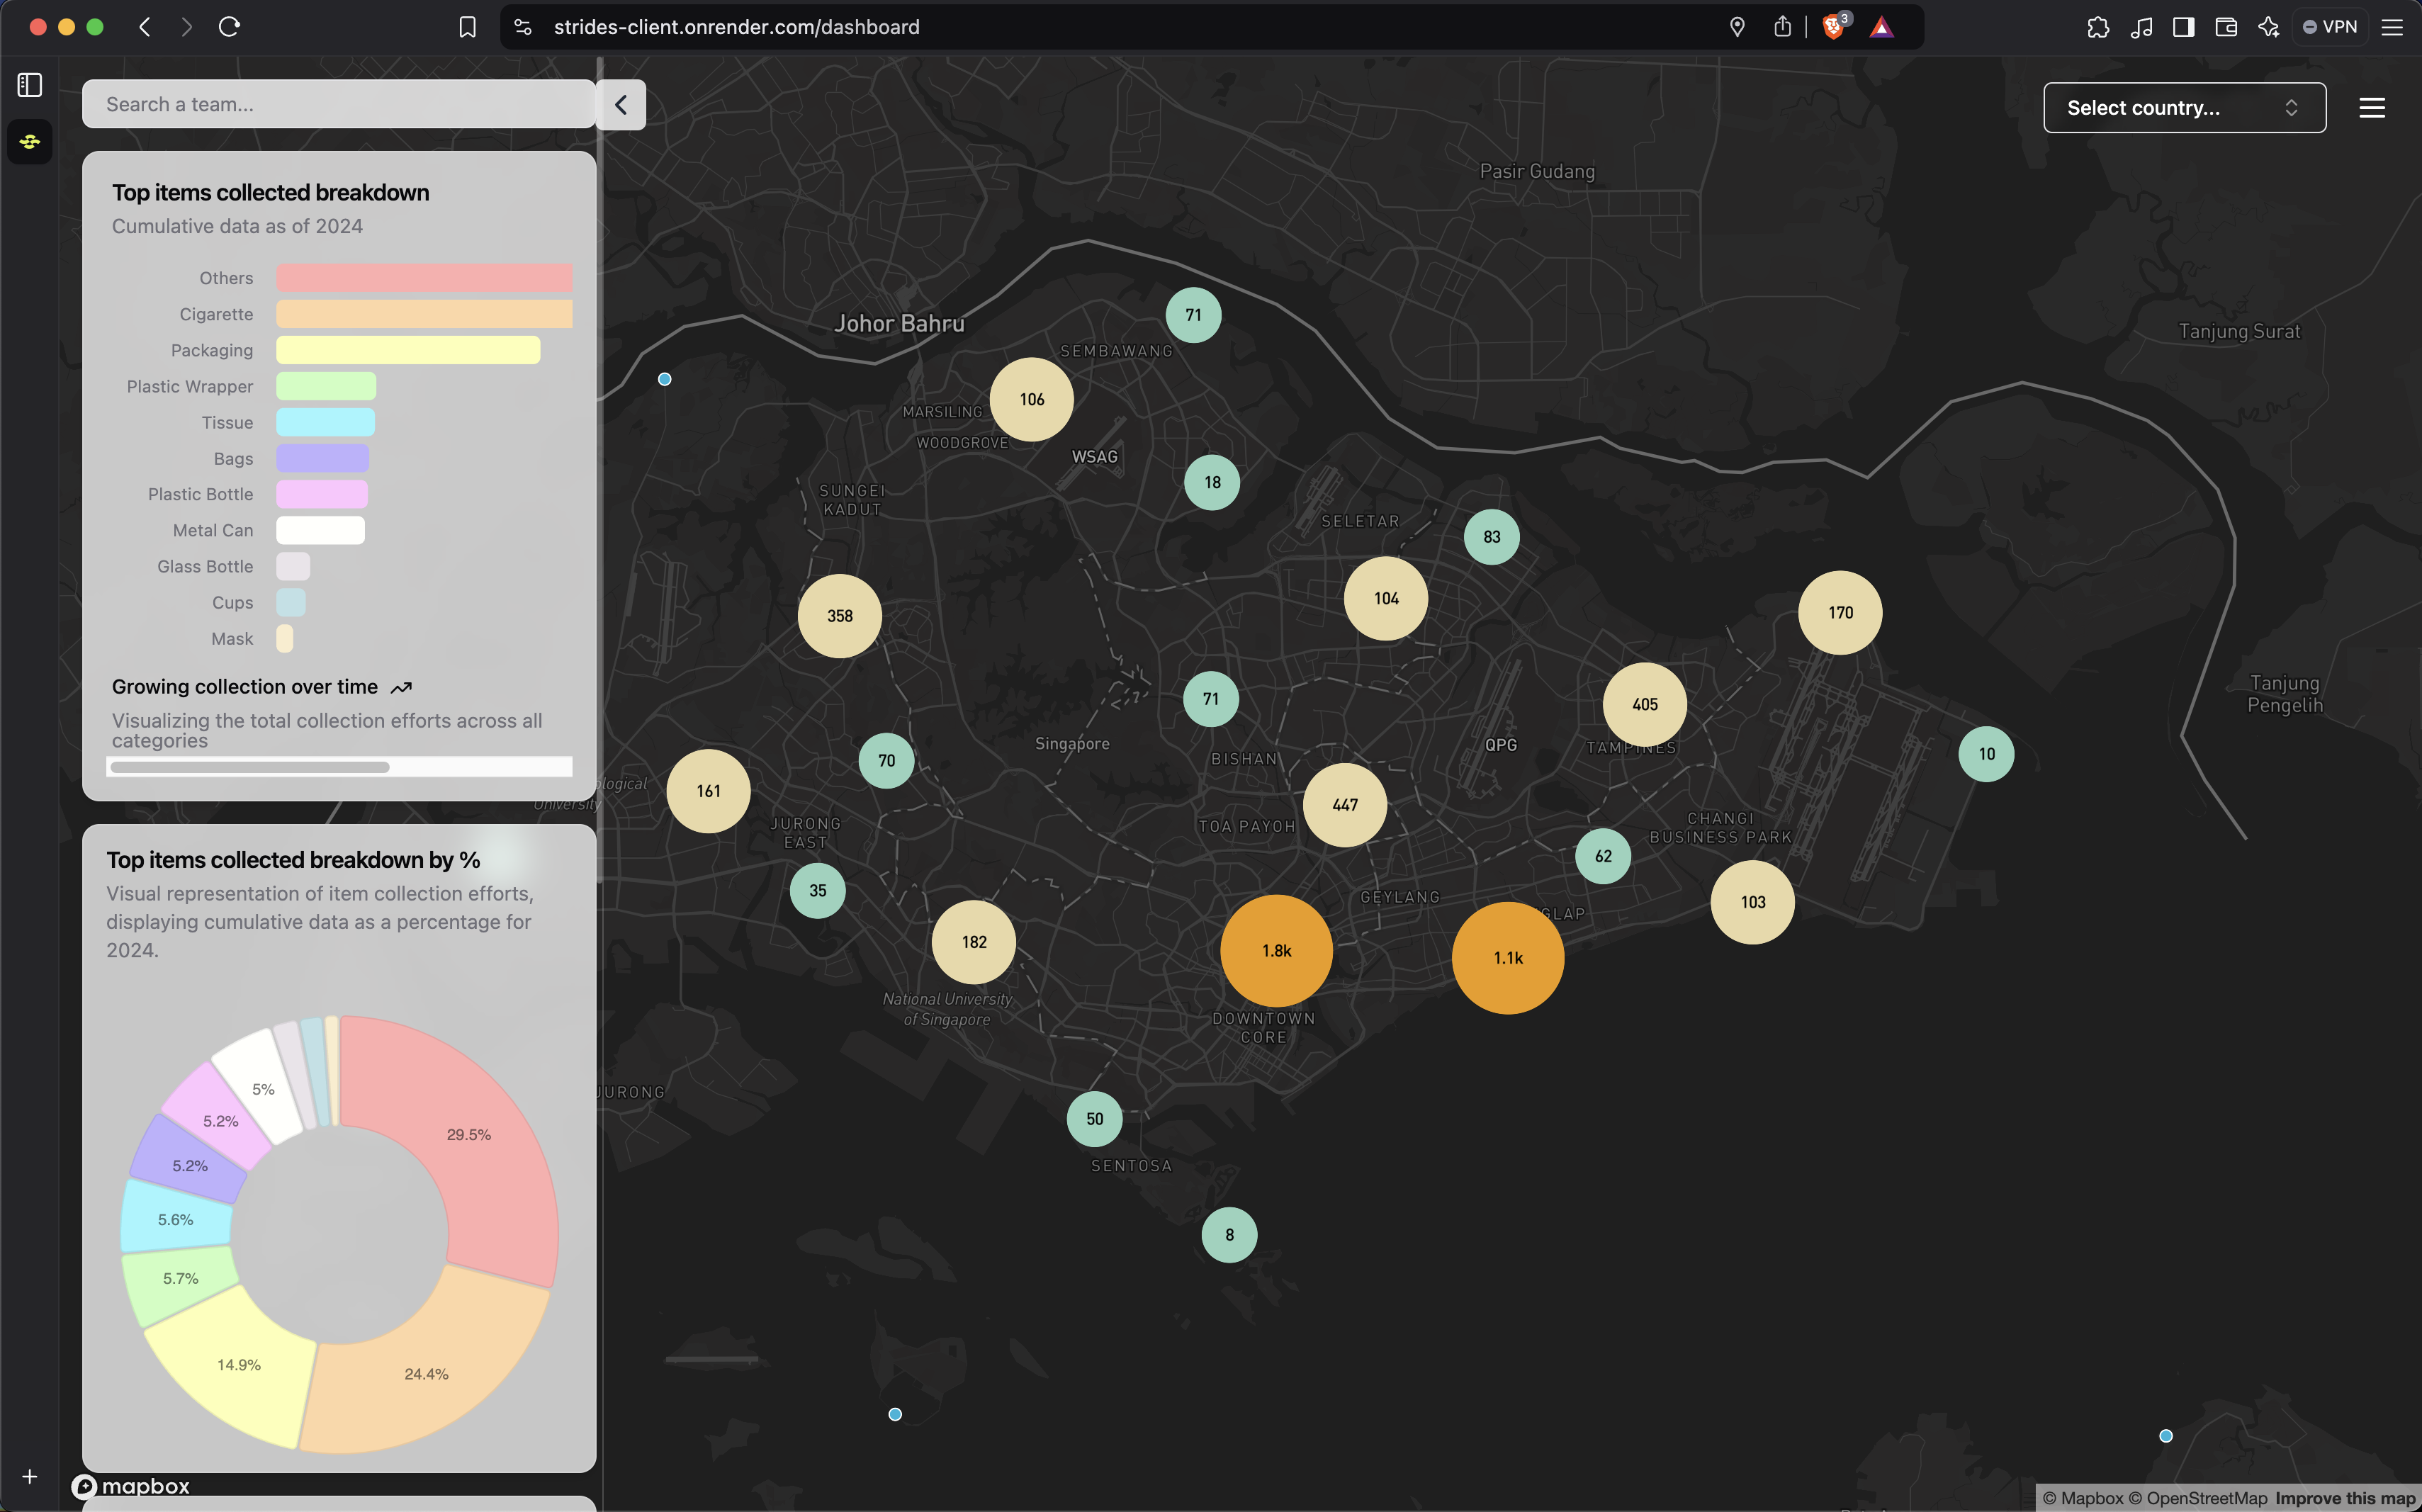 strides-client.onrender.com/dashboard
3
VPN
Search a team...
Select country...
Top items collected breakdown
Cumulative data as of 2024
Others
Cigarette
Packaging
Plastic Wrapper
Tissue
Bags
Plastic Bottle
Metal Can
Glass Bottle
Cups
Mask
Growing collection over time
Visualizing the total collection efforts across all
categories
Top items collected breakdown by %
Visual representation of item collection efforts,
displaying cumulative data as a percentage for
2024.
5%
5.2%
5.2%
5.6%
5.7%
14.9%
24.4%
29.5%
mapbox
Pasir Gudang
Johor Bahru
71
SEMBAWANG
Tanjung Surat
106
MARSILING
WOODGROVE
WSAG
18
SUNGEI
KADUT
SELETAR
83
358
104
170
Tanjung
Pengelih
71
405
Singapore
BISHAN
QPG
TAMPINES
10
70
161
ological
University
447
JURONG
EAST
TOA PAYOH
CHANGI
BUSINESS PARK
62
35
GEYLANG
GLAP
103
182
1.8k
1.1k
National University
of Singapore
DOWNTOWN
CORE
JURONG
50
SENTOSA
8
© Mapbox © OpenStreetMap Improve this map